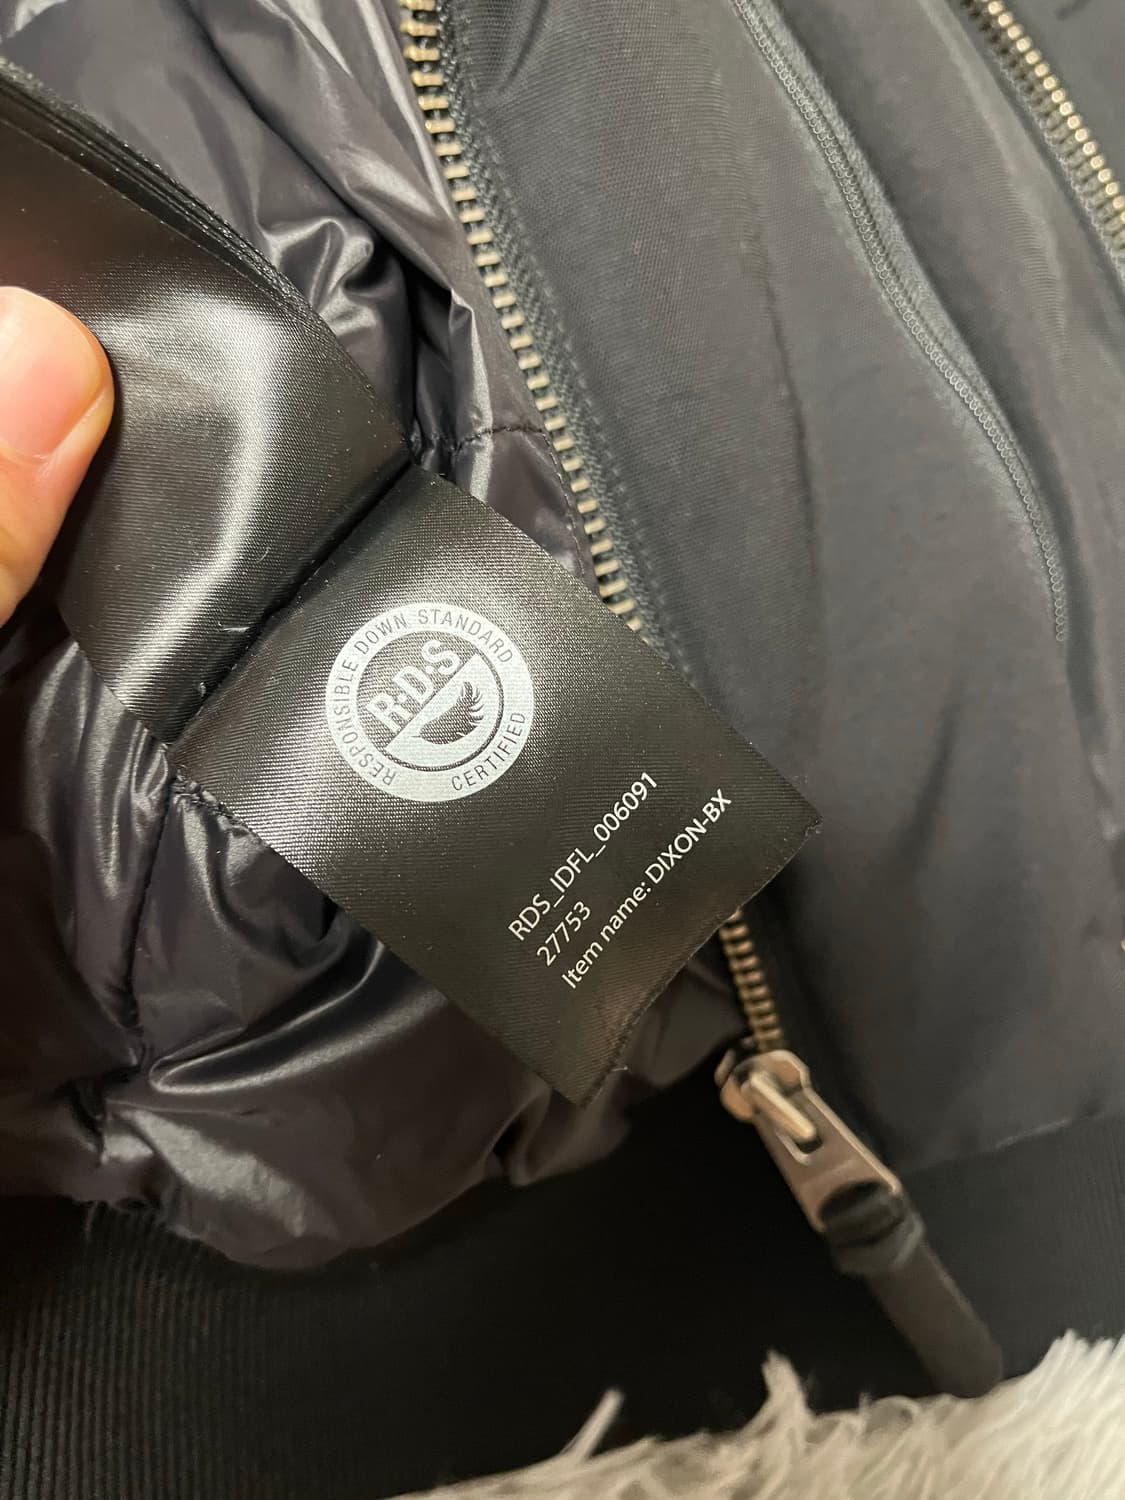 RESPONSIBLE DOWN STANDARD
R·D·S
CERTIFIED
RDS_IDFL_006091
27753
Item name: DIXON-BX